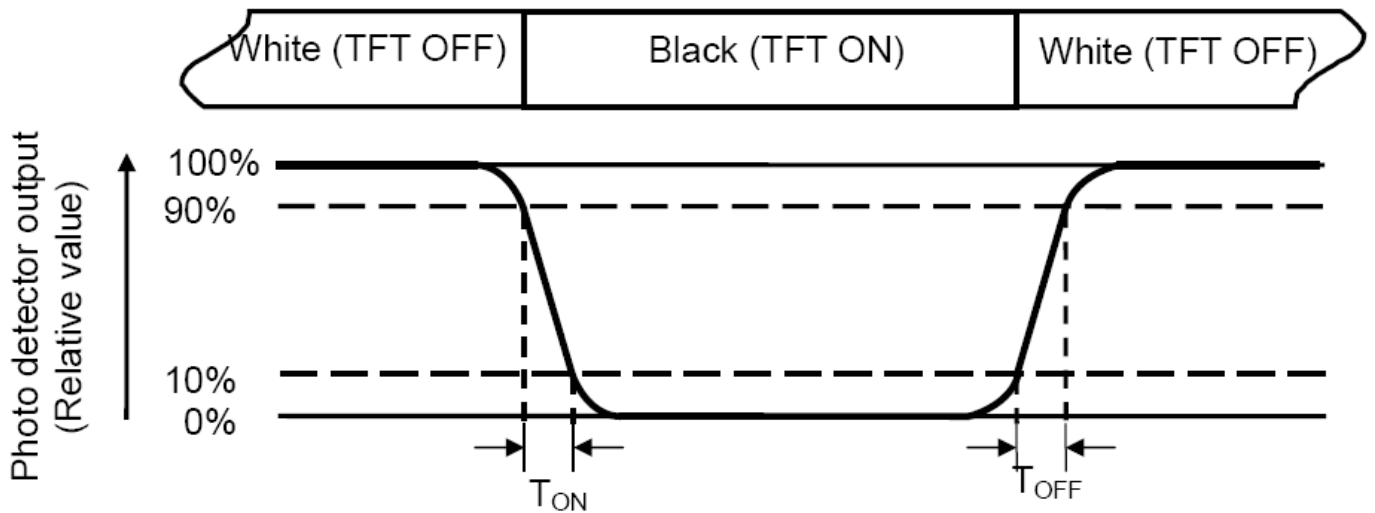 White (TFT OFF)
Black (TFT ON)
White (TFT OFF)
Photo detector output
(Relative value)
100%
90%
10%
0%
TON
TOFF